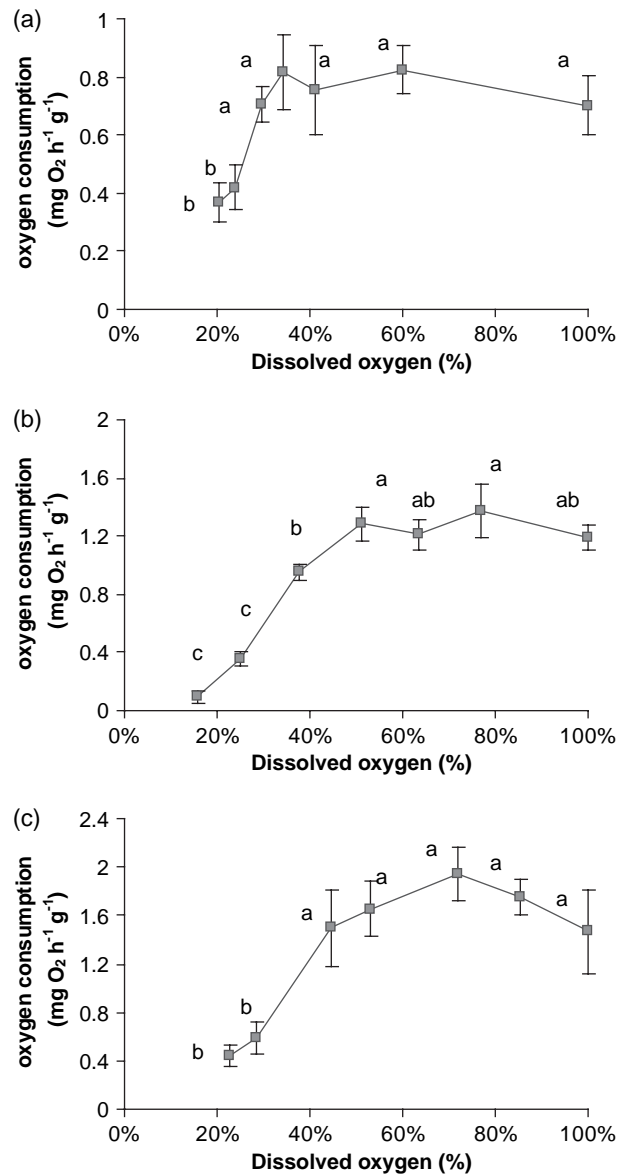 (a)
oxygen consumption
(mg O₂ h⁻¹ g⁻¹)
1
0.8
0.6
0.4
0.2
0
a
a
a
a
a
b
b
0%
20%
40%
60%
80%
100%
Dissolved oxygen (%)
(b)
oxygen consumption
(mg O₂ h⁻¹ g⁻¹)
2
1.6
1.2
0.8
0.4
0
c
c
b
a
ab
a
ab
0%
20%
40%
60%
80%
100%
Dissolved oxygen (%)
(c)
oxygen consumption
(mg O₂ h⁻¹ g⁻¹)
2.4
2
1.6
1.2
0.8
0.4
0
b
b
a
a
a
a
a
0%
20%
40%
60%
80%
100%
Dissolved oxygen (%)